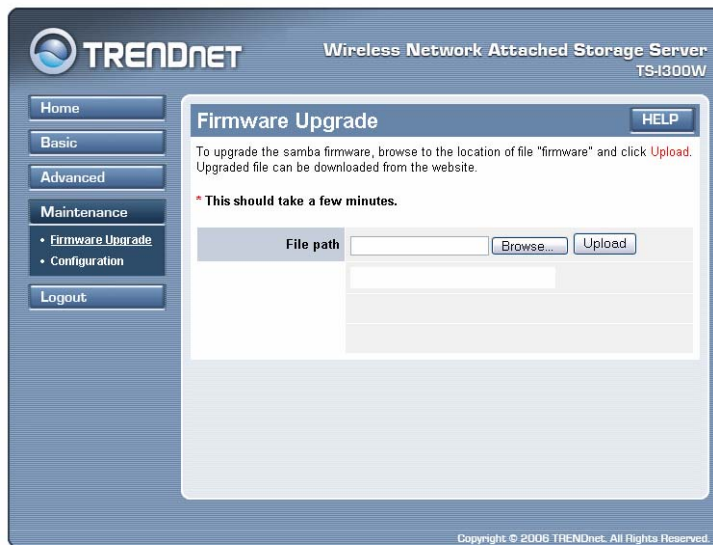 TRENDNET
Wireless Network Attached Storage Server
TS-I300W
Home
Basic
Advanced
Maintenance
• Firmware Upgrade
• Configuration
Logout
Firmware Upgrade
HELP
To upgrade the samba firmware, browse to the location of file "firmware" and click Upload.
Upgraded file can be downloaded from the website.
* This should take a few minutes.
File path
Browse...
Upload
Copyright © 2006 TRENDnet. All Rights Reserved.